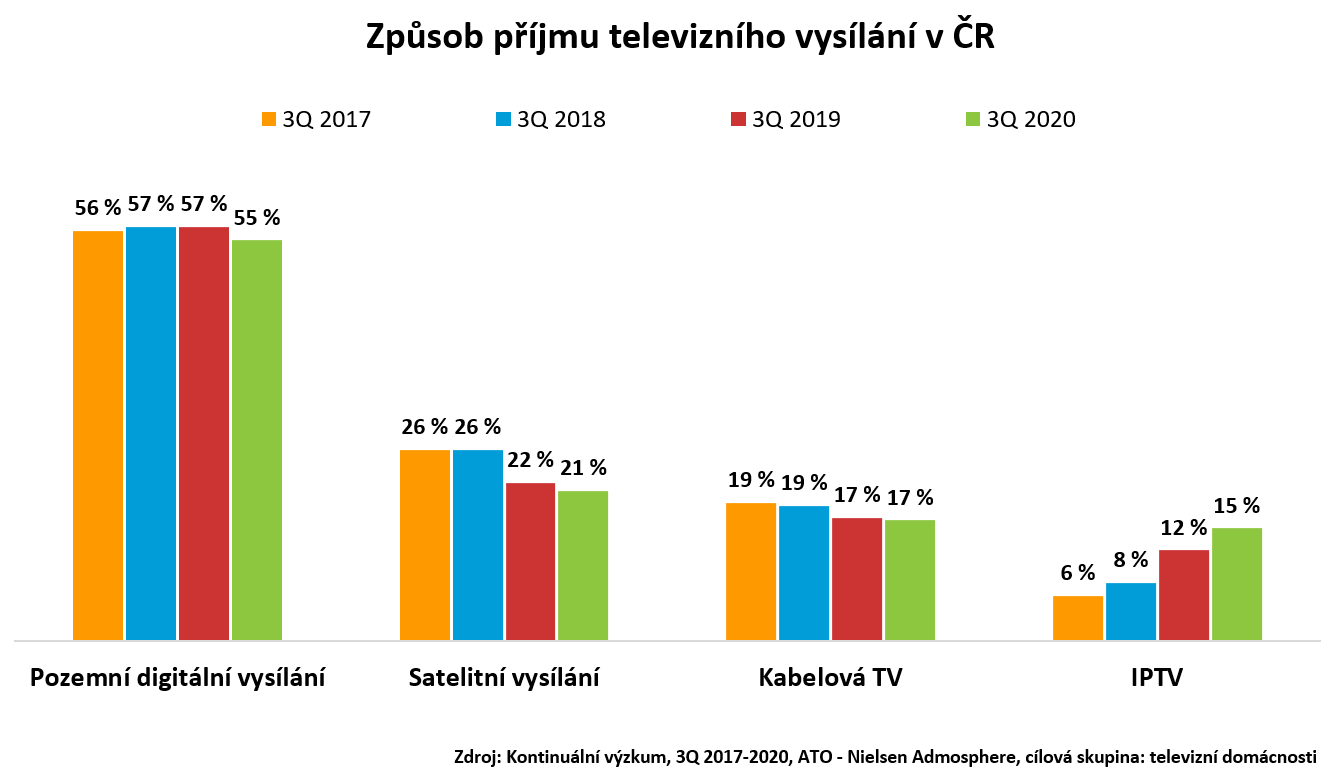 Způsob příjmu televizního vysílání v ČR
3Q 2017 3Q 2018 3Q 2019 3Q 2020
56 % 57 % 57 % 55 %
26 % 26 % 22 % 21 %
19 % 19 % 17 % 17 %
6 % 8 % 12 % 15 %
Pozemní digitální vysílání Satelitní vysílání Kabelová TV IPTV
Zdroj: Kontinuální výzkum, 3Q 2017-2020, ATO - Nielsen Admosphere, cílová skupina: televizní domácnosti